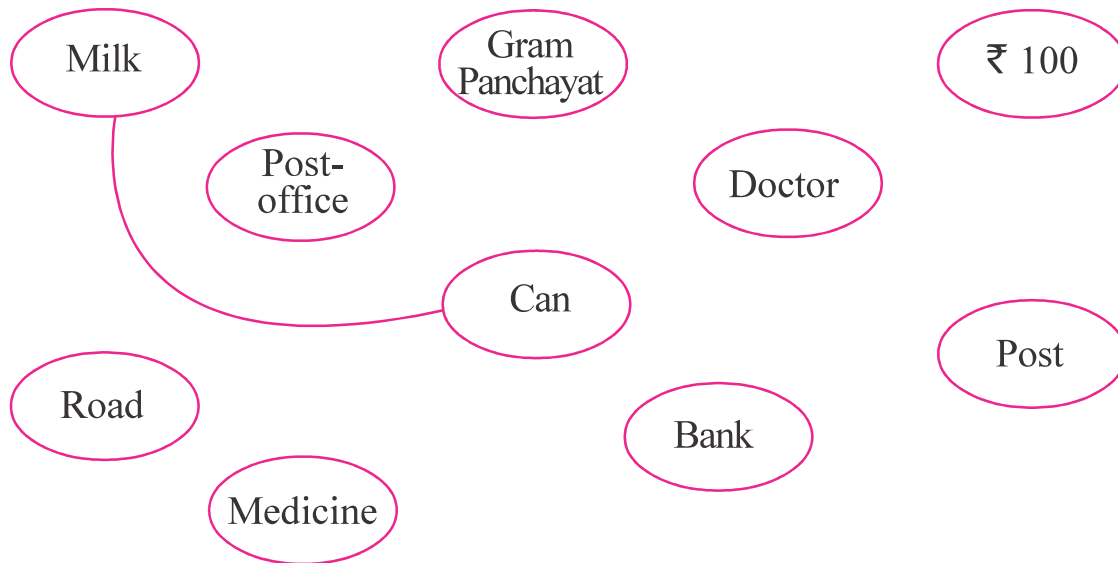 Milk
Gram
Panchayat
₹ 100
Post-
office
Doctor
Can
Post
Road
Bank
Medicine